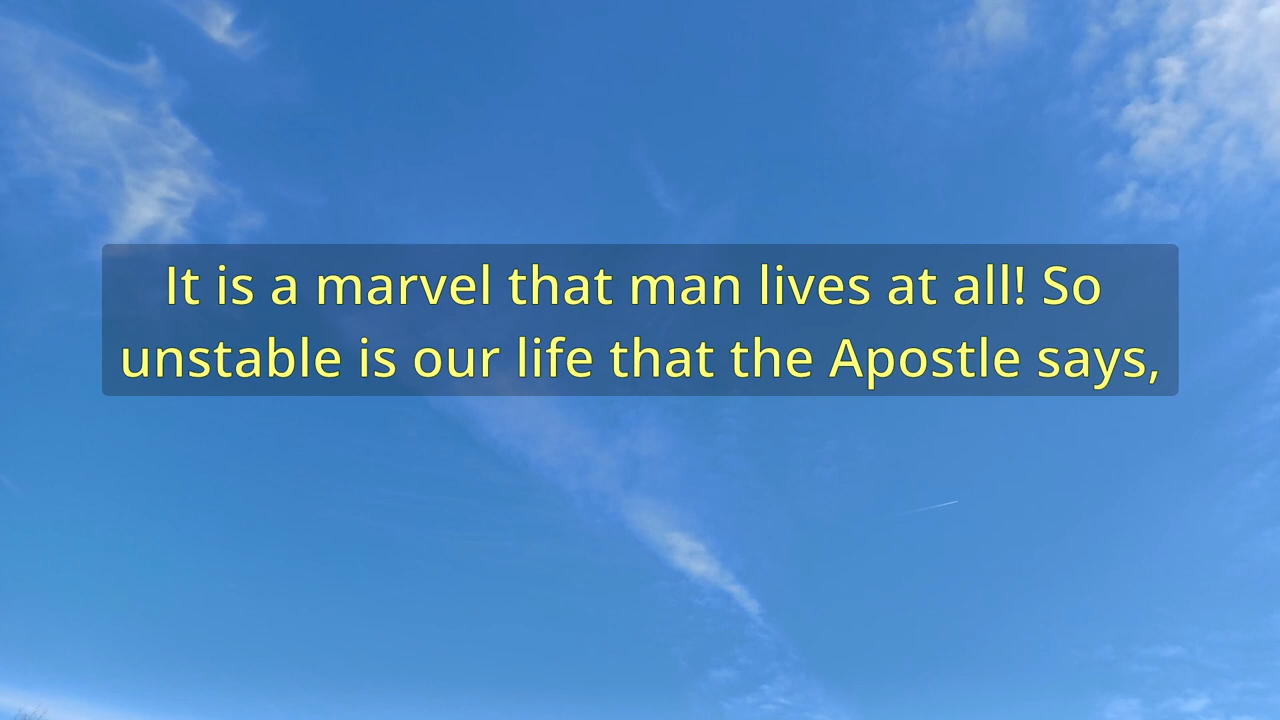 It is a marvel that man lives at all! So
unstable is our life that the Apostle says,